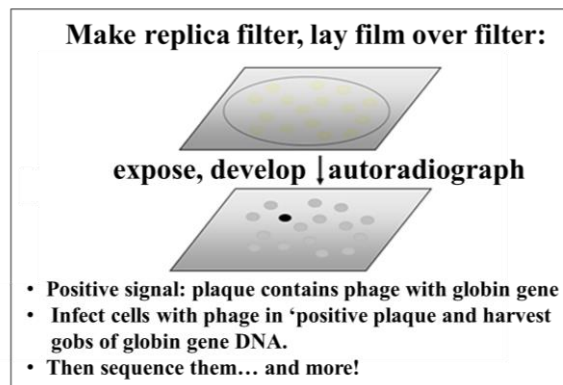 Make replica filter, lay film over filter:
expose, develop ↓ autoradiograph
• Positive signal: plaque contains phage with globin gene
• Infect cells with phage in ‘positive plaque and harvest
gobs of globin gene DNA.
• Then sequence them… and more!